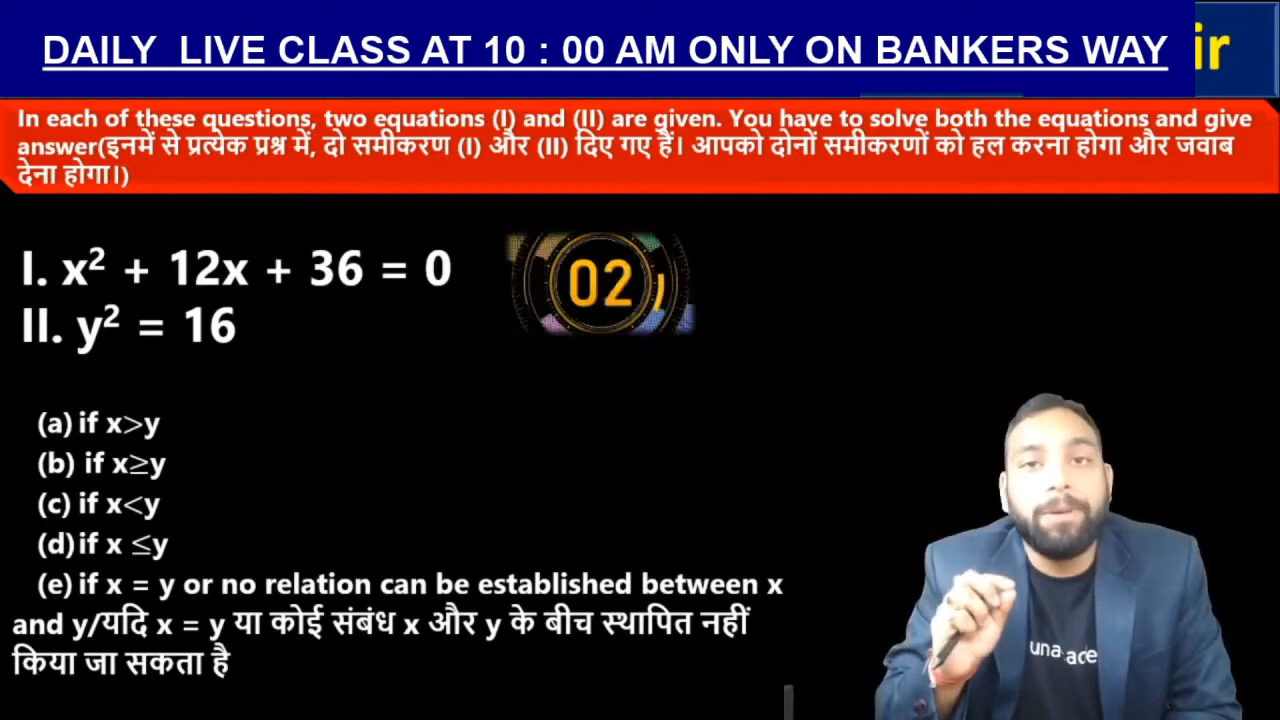 DAILY LIVE CLASS AT 10 : 00 AM ONLY ON BANKERS WAY
ir
In each of these questions, two equations (I) and (II) are given. You have to solve both the equations and give
answer(इनमें से प्रत्येक प्रश्न में, दो समीकरण (I) और (II) दिए गए हैं। आपको दोनों समीकरणों को हल करना होगा और जवाब
देना होगा।)
I. x² + 12x + 36 = 0
02
II. y² = 16
(a) if x>y
(b) if x≥y
(c) if x<y
(d) if x ≤y
(e) if x = y or no relation can be established between x
and y/यदि x = y या कोई संबंध x और y के बीच स्थापित नहीं
किया जा सकता है
una ade